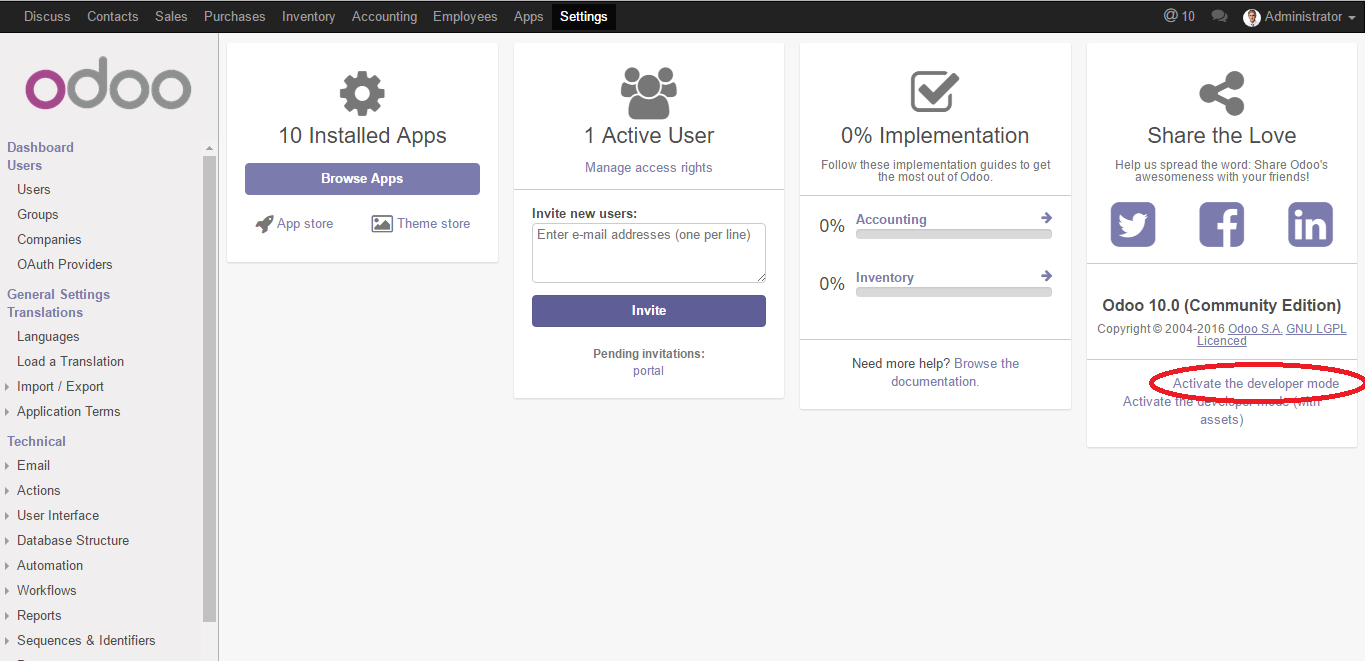 Discuss Contacts Sales Purchases Inventory Accounting Employees Apps Settings @ 10 Administrator
odoo
Dashboard
Users
Users
Groups
Companies
OAuth Providers
General Settings
Translations
Languages
Load a Translation
Import / Export
Application Terms
Technical
Email
Actions
User Interface
Database Structure
Automation
Workflows
Reports
Sequences & Identifiers
10 Installed Apps
Browse Apps
App store Theme store
1 Active User
Manage access rights
Invite new users:
Enter e-mail addresses (one per line)
Invite
Pending invitations:
portal
0% Implementation
Follow these implementation guides to get
the most out of Odoo.
0% Accounting
0% Inventory
Need more help? Browse the
documentation.
Share the Love
Help us spread the word: Share Odoo's
awesomeness with your friends!
in
Odoo 10.0 (Community Edition)
Copyright © 2004-2016 Odoo S.A. GNU LGPL
Licenced
Activate the developer mode
Activate the developer mode (with
assets)